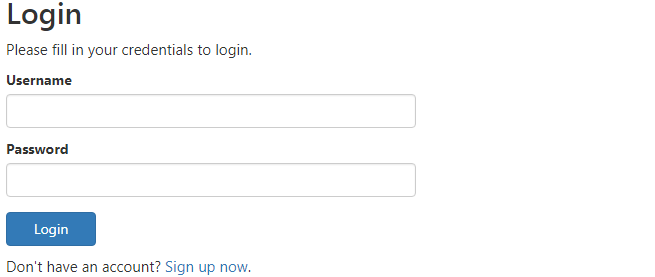 Login
Please fill in your credentials to login.
Username
Password
Login
Don't have an account? Sign up now.